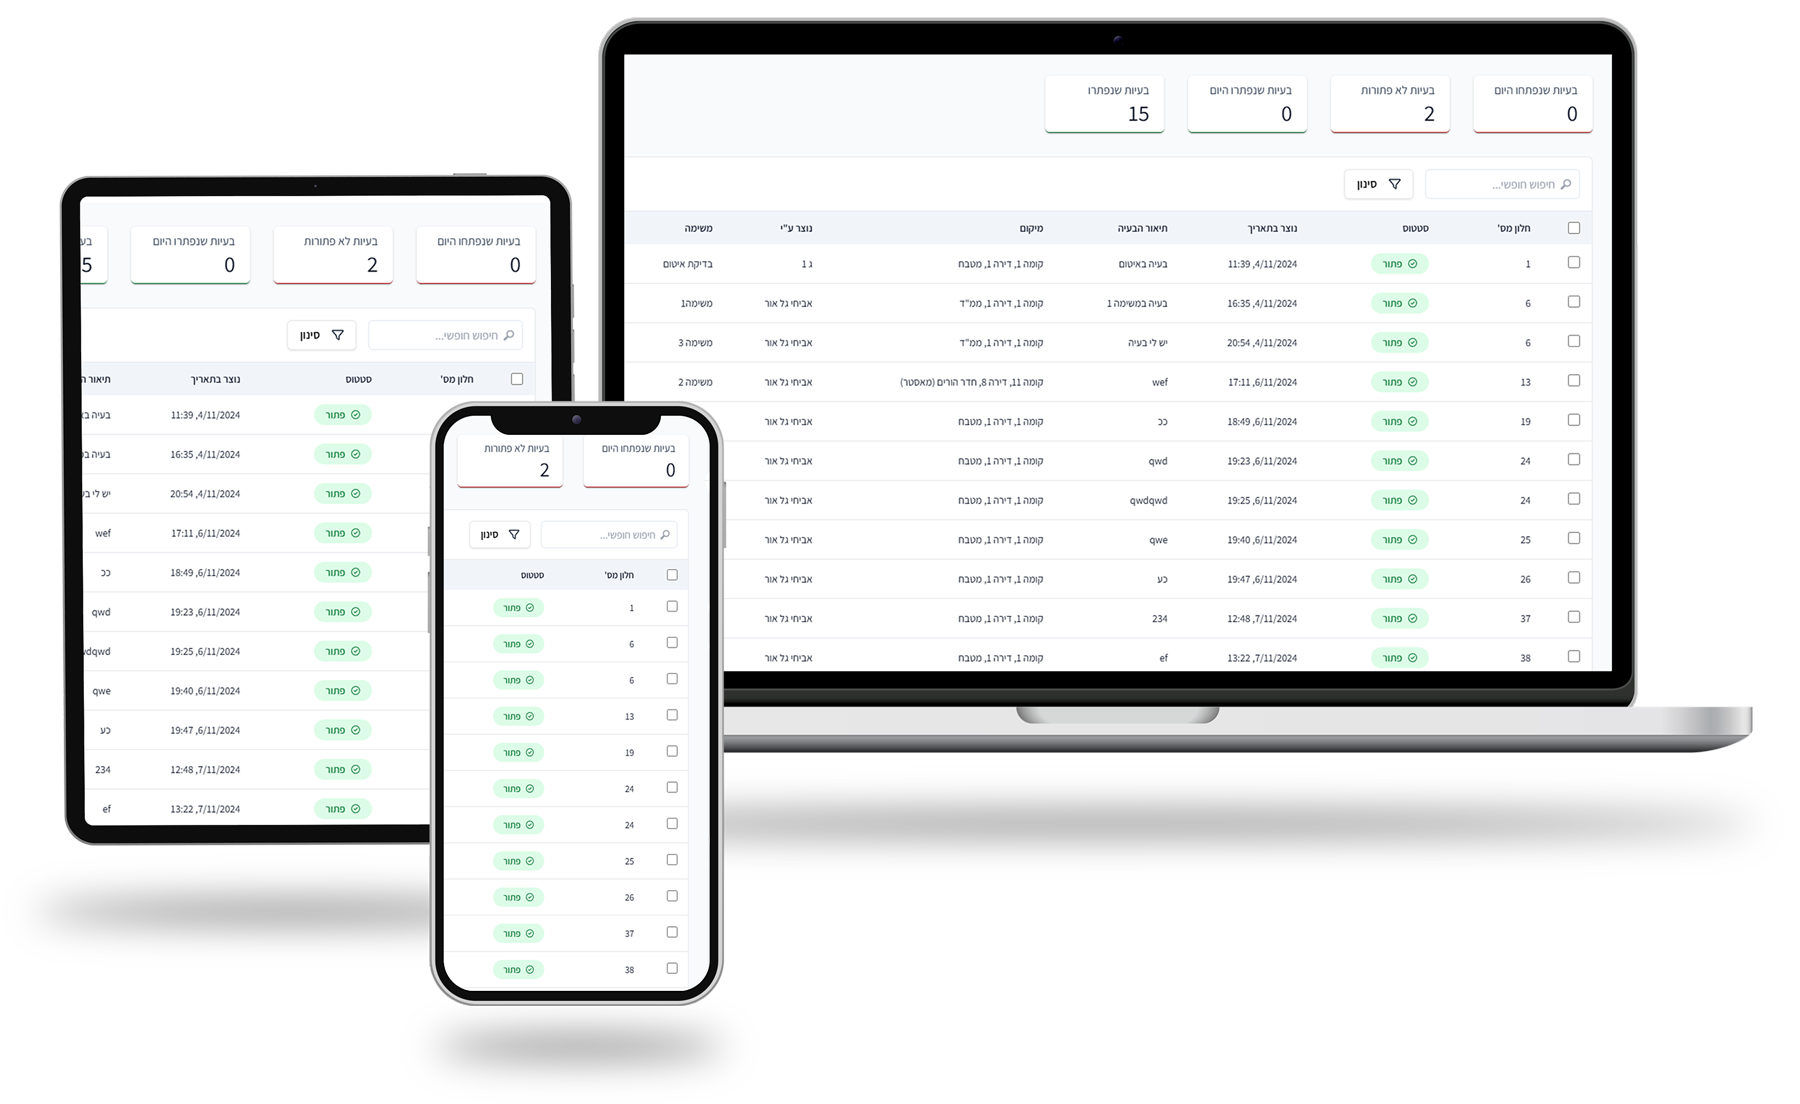 בעיות שנפתחו היום בעיות לא פתורות בעיות שנפתרו היום בעיות שנפתרו
0 2 0 15
חיפוש חופשי... סינון
חלון מס' סטטוס נוצר בתאריך תיאור הבעיה מיקום נוצר ע"י משימה
1 פתור 4/11/2024, 11:39 בעיה באיטום קומה 1, דירה 1, מטבח ג 1 בדיקת איטום
6 פתור 4/11/2024, 16:35 בעיה במשימה 1 קומה 1, דירה 1, ממ"ד אביחי גל אור משימה1
6 פתור 4/11/2024, 20:54 יש לי בעיה קומה 1, דירה 1, ממ"ד אביחי גל אור משימה 3
13 פתור 6/11/2024, 17:11 wef קומה 11, דירה 8, חדר הורים (מאסטר) אביחי גל אור משימה 2
19 פתור 6/11/2024, 18:49 ככ קומה 1, דירה 1, מטבח אביחי גל אור
24 פתור 6/11/2024, 19:23 qwd קומה 1, דירה 1, מטבח אביחי גל אור
24 פתור 6/11/2024, 19:25 qwdqwd קומה 1, דירה 1, מטבח אביחי גל אור
25 פתור 6/11/2024, 19:40 qwe קומה 1, דירה 1, מטבח אביחי גל אור
26 פתור 6/11/2024, 19:47 כע קומה 1, דירה 1, מטבח אביחי גל אור
37 פתור 7/11/2024, 12:48 234 קומה 1, דירה 1, מטבח אביחי גל אור
38 פתור 7/11/2024, 13:22 ef קומה 1, דירה 1, מטבח אביחי גל אור
בעיות שנפתחו היום בעיות לא פתורות בעיות שנפתרו היום
0 2 0 5
חיפוש חופשי... סינון
חלון מס' סטטוס נוצר בתאריך תיאור
פתור 4/11/2024, 11:39 בעיה
פתור 4/11/2024, 16:35 בעיה
פתור 4/11/2024, 20:54 יש לי
פתור 6/11/2024, 17:11 wef
פתור 6/11/2024, 18:49 ככ
פתור 6/11/2024, 19:23 qwd
פתור 6/11/2024, 19:25
פתור 6/11/2024, 19:40 qwe
פתור 6/11/2024, 19:47 כע
פתור 7/11/2024, 12:48 234
פתור 7/11/2024, 13:22 ef
בעיות שנפתחו היום בעיות לא פתורות
0 2
חיפוש חופשי... סינון
חלון מס' סטטוס
1 פתור
6 פתור
6 פתור
13 פתור
19 פתור
24 פתור
24 פתור
25 פתור
26 פתור
37 פתור
38 פתור